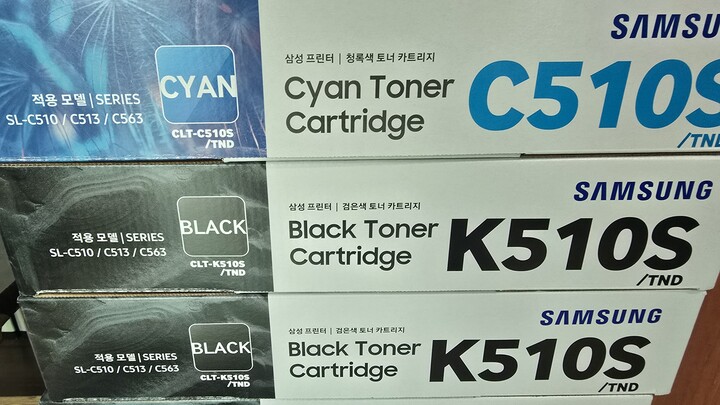 SAMSU
삼성 프린터 | 청록색 토너 카트리지
CYAN
Cyan Toner
Cartridge
C510S
/TND
적용 모델 | SERIES
SL-C510 / C513 / C563
CLT-C510S
/TND
SAMSUNG
삼성 프린터 | 검은색 토너 카트리지
BLACK
Black Toner
Cartridge
K510S
/TND
적용 모델 | SERIES
SL-C510 / C513 / C563
CLT-K510S
/TND
SAMSUNG
삼성 프린터 | 검은색 토너 카트리지
BLACK
Black Toner
Cartridge
K510S
/TND
적용 모델 | SERIES
SL-C510 / C513 / C563
CLT-K510S
/TND